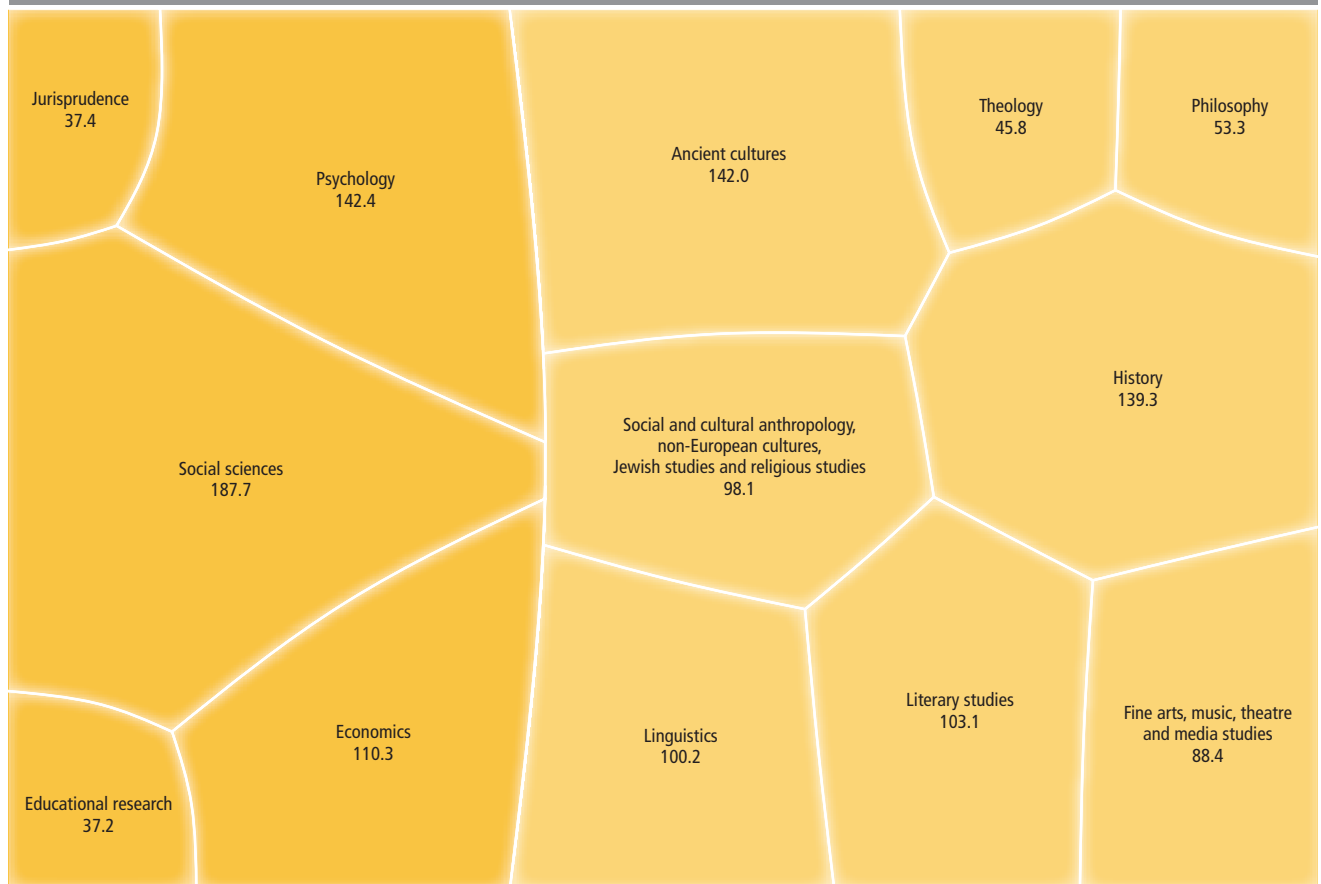 Jurisprudence
37.4
Psychology
142.4
Ancient cultures
142.0
Theology
45.8
Philosophy
53.3
Social sciences
187.7
Social and cultural anthropology,
non-European cultures,
Jewish studies and religious studies
98.1
History
139.3
Educational research
37.2
Economics
110.3
Linguistics
100.2
Literary studies
103.1
Fine arts, music, theatre
and media studies
88.4